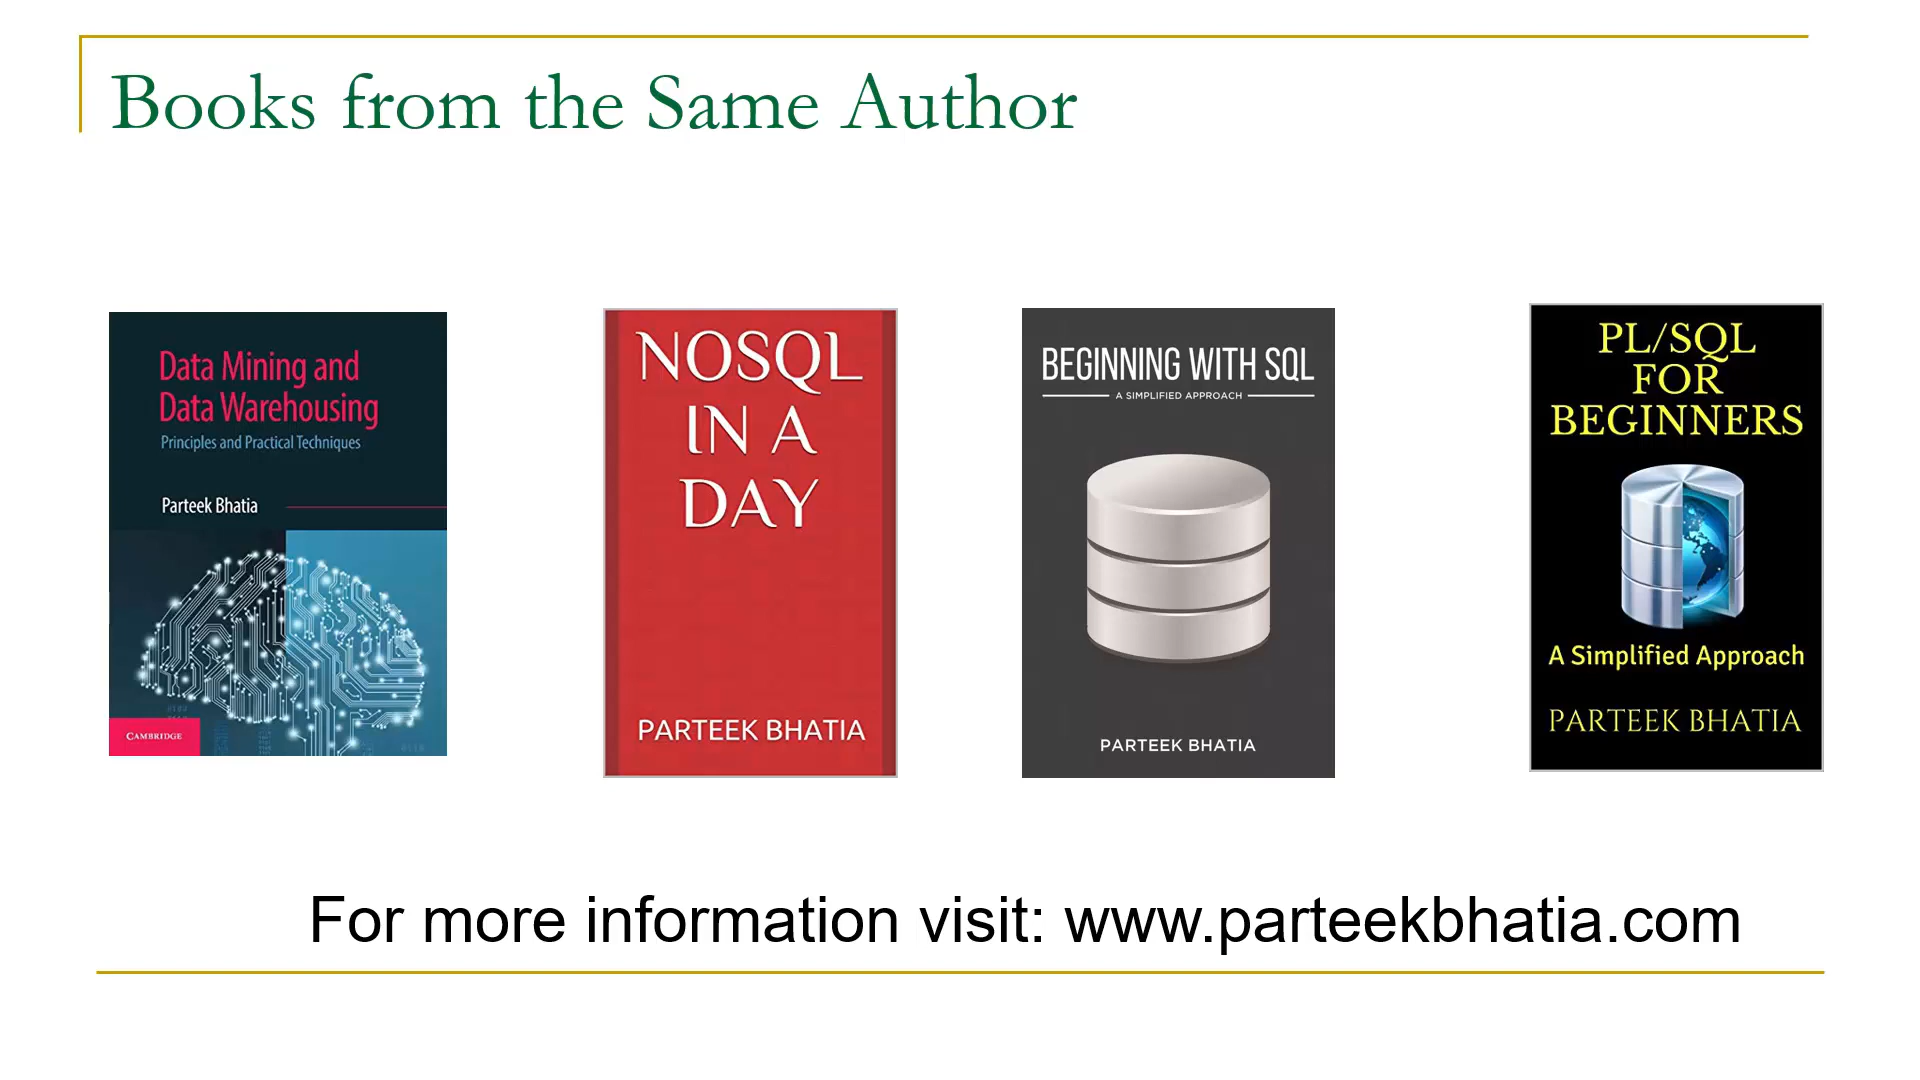 Books from the Same Author
Data Mining and
Data Warehousing
Principles and Practical Techniques
Parteek Bhatia
CAMBRIDGE
NOSQL
IN A
DAY
PARTEEK BHATIA
BEGINNING WITH SQL
A SIMPLIFIED APPROACH
PARTEEK BHATIA
PL/SQL
FOR
BEGINNERS
A Simplified Approach
PARTEEK BHATIA
For more information visit: www.parteekbhatia.com